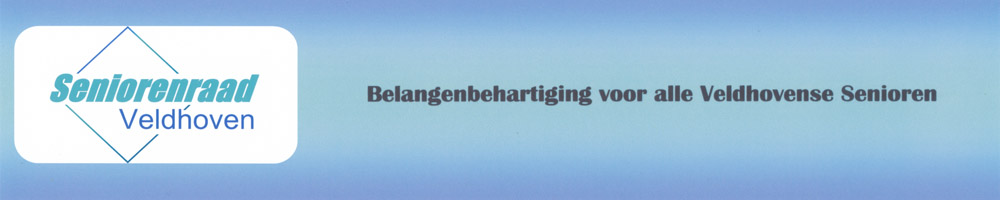 Seniorenraad
Veldhoven
Belangenbehartiging voor alle Veldhovense Senioren